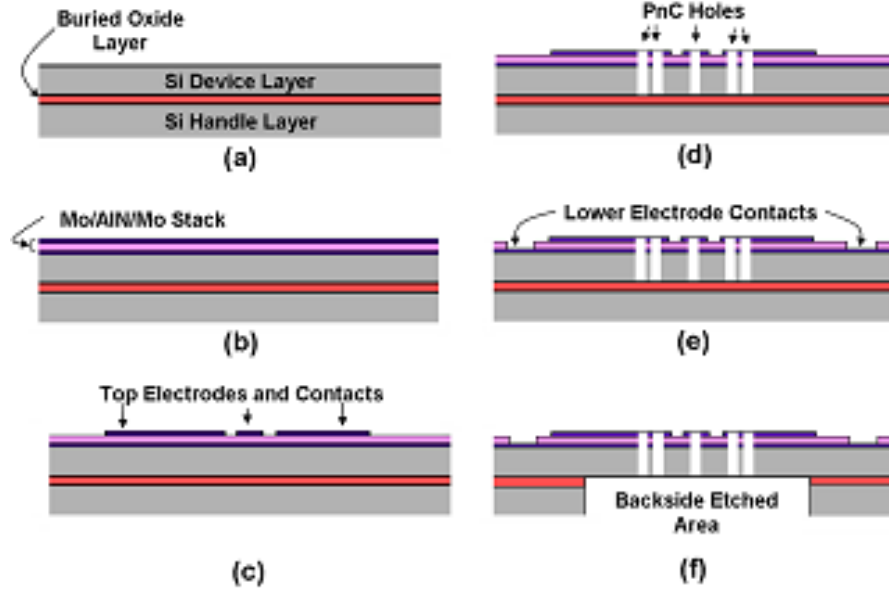 Buried Oxide
Layer
Si Device Layer
Si Handle Layer
(a)
Mo/AlN/Mo Stack
(b)
Top Electrodes and Contacts
(c)
PnC Holes
(d)
Lower Electrode Contacts
(e)
Backside Etched
Area
(f)